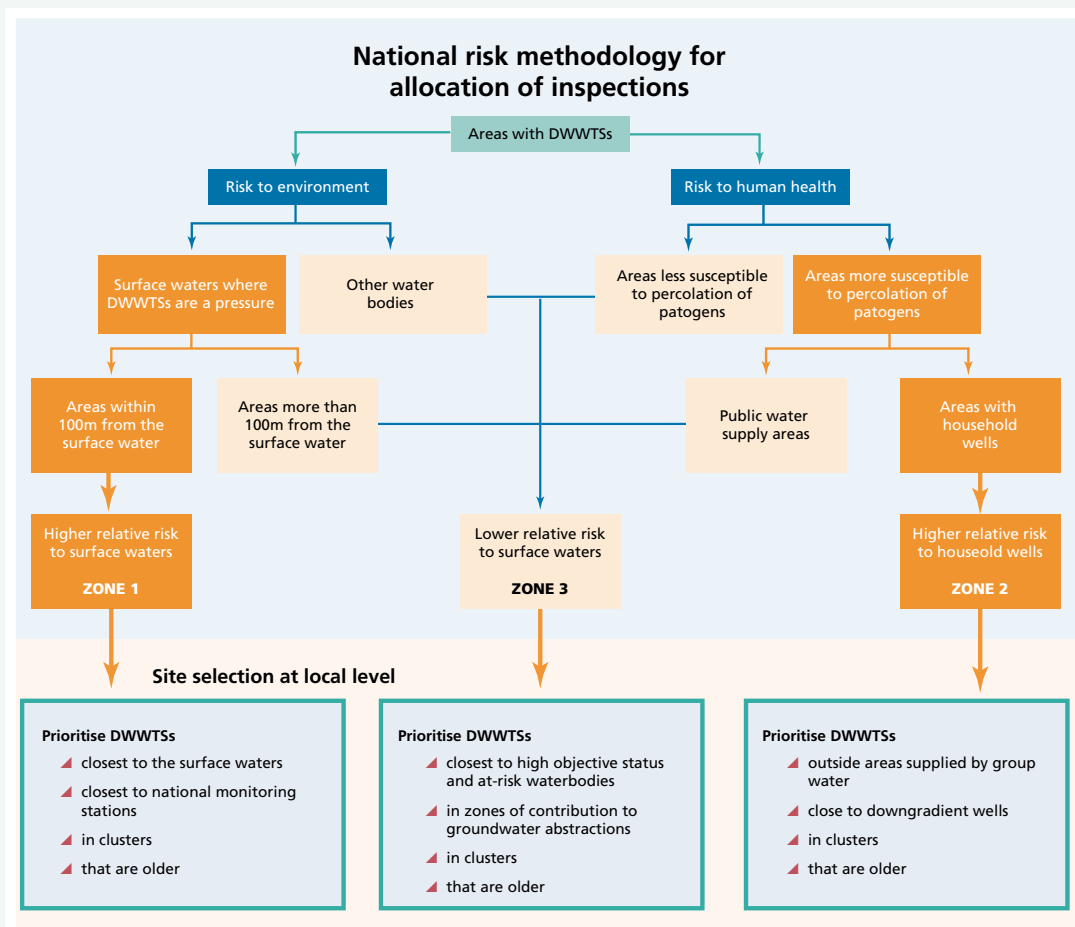 National risk methodology for
allocation of inspections
Areas with DWWTSs
Risk to environment
Risk to human health
Surface waters where
DWWTSs are a pressure
Other water
bodies
Areas less susceptible
to percolation of
patogens
Areas more susceptible
to percolation of
patogens
Areas within
100m from the
surface water
Areas more than
100m from the
surface water
Public water
supply areas
Areas with
household
wells
Higher relative risk
to surface waters
ZONE 1
Lower relative risk
to surface waters
ZONE 3
Higher relative risk
to houseold wells
ZONE 2
Site selection at local level
Prioritise DWWTSs
closest to the surface waters
closest to national monitoring
stations
in clusters
that are older
Prioritise DWWTSs
closest to high objective status
and at-risk waterbodies
in zones of contribution to
groundwater abstractions
in clusters
that are older
Prioritise DWWTSs
outside areas supplied by group
water
close to downgradient wells
in clusters
that are older